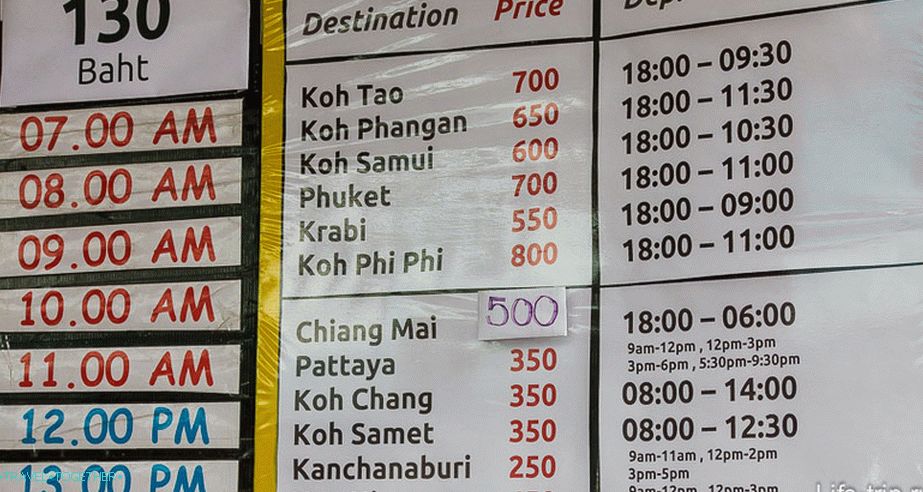 130
Baht
07.00 AM
08.00 AM
09.00 AM
10.00 AM
11.00 AM
12.00 PM
Destination Price
Koh Tao 700 18:00 – 09:30
Koh Phangan 650 18:00 – 11:30
Koh Samui 600 18:00 – 10:30
Phuket 700 18:00 – 11:00
Krabi 550 18:00 – 09:00
Koh Phi Phi 800 18:00 – 11:00
Chiang Mai 500 18:00 – 06:00
Pattaya 350 9am-12pm , 12pm-3pm
3pm-6pm , 5:30pm-9:30pm
Koh Chang 350 08:00 – 14:00
Koh Samet 350 08:00 – 12:30
Kanchanaburi 250 9am-11am , 12pm-2pm
3pm-5pm